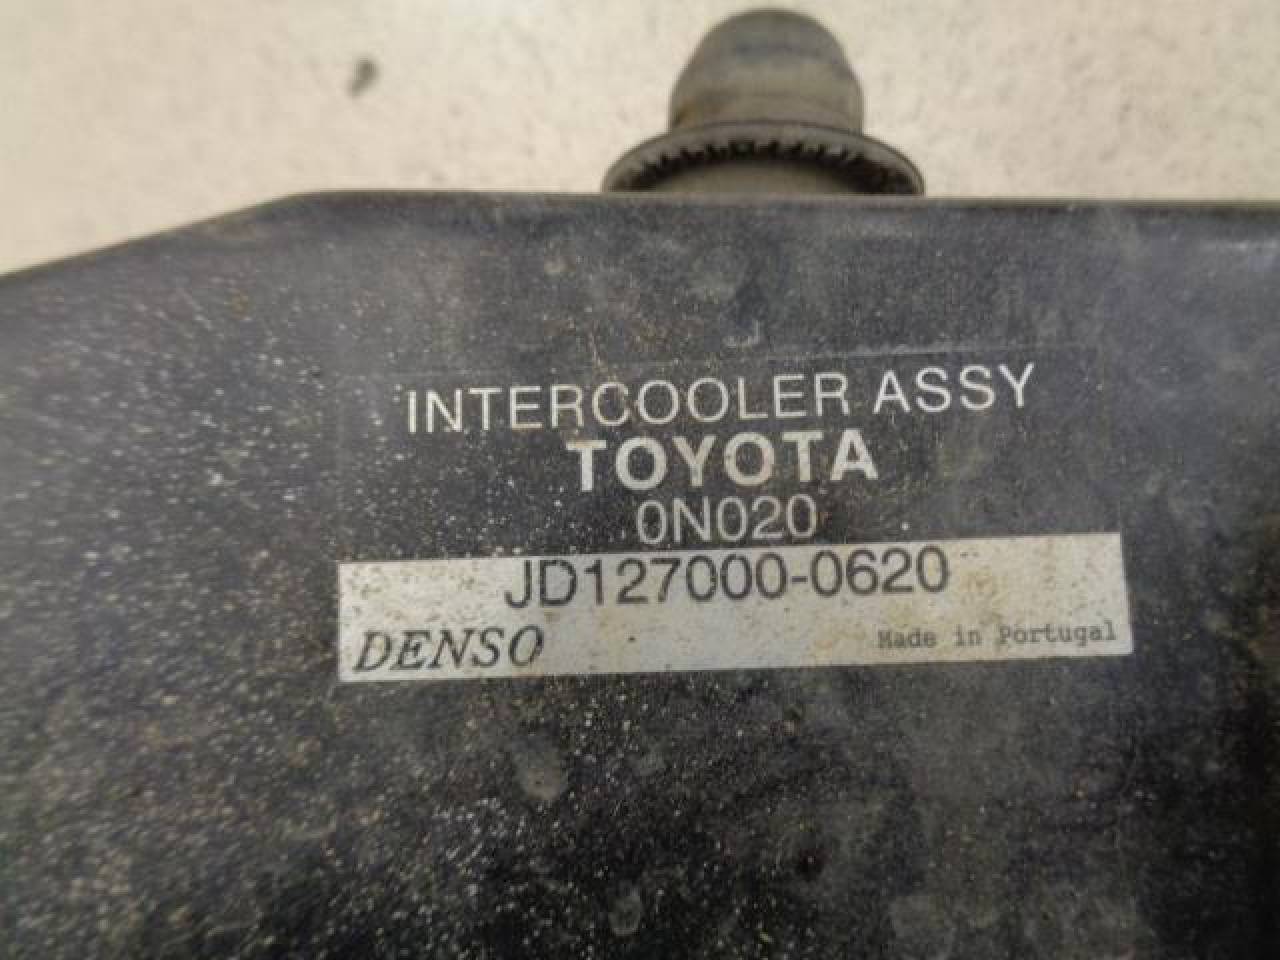 INTERCOOLER ASSY
TOYOTA
0N020
JD127000-0620
DENSO Made in Portugal